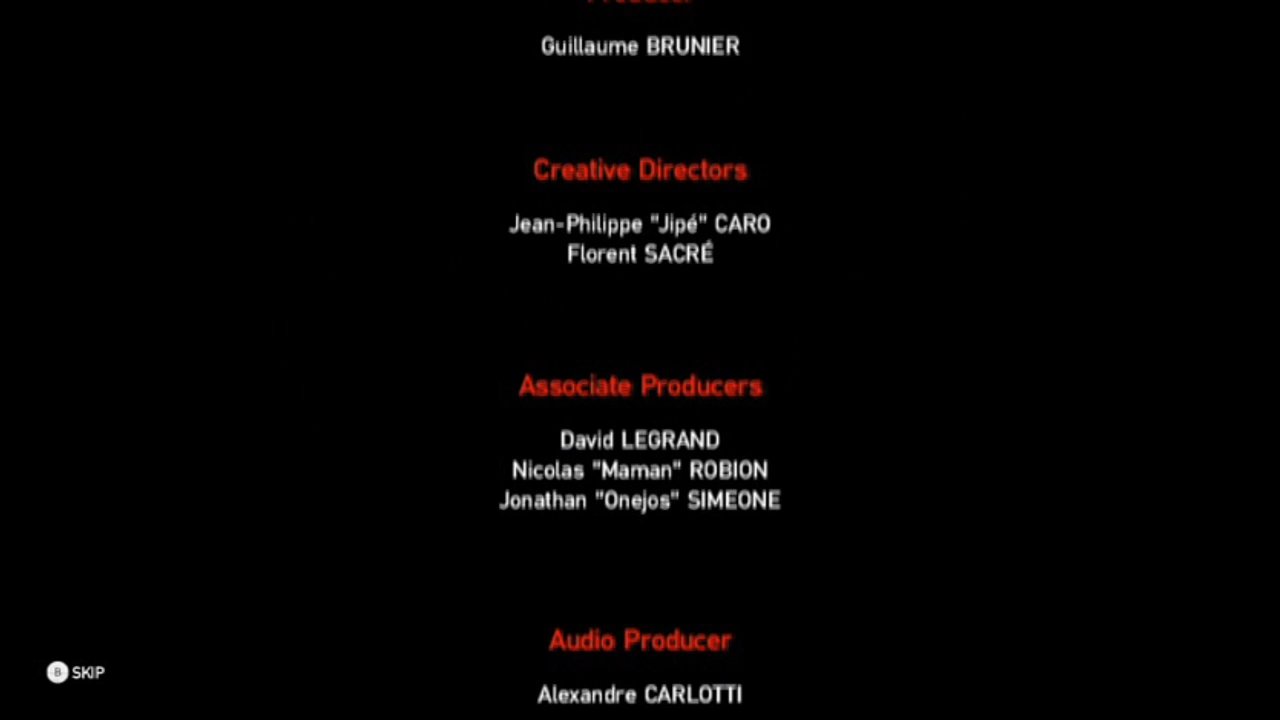 Producer
Guillaume BRUNIER
Creative Directors
Jean-Philippe "Jipé" CARO
Florent SACRÉ
Associate Producers
David LEGRAND
Nicolas "Maman" ROBION
Jonathan "Onejos" SIMEONE
Audio Producer
B SKIP
Alexandre CARLOTTI